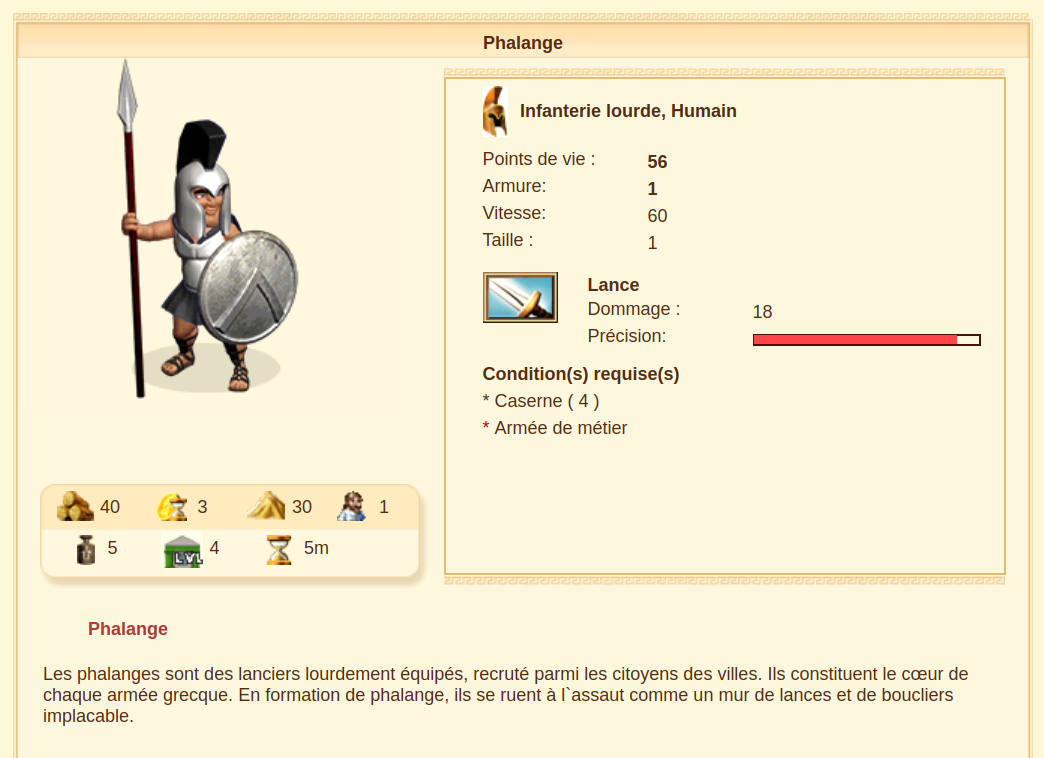 Phalange
Infanterie lourde, Humain
Points de vie : 56
Armure: 1
Vitesse: 60
Taille : 1
Lance
Dommage : 18
Précision:
Condition(s) requise(s)
* Caserne ( 4 )
* Armée de métier
40 3 30 1
5 LVL 4 5m
Phalange
Les phalanges sont des lanciers lourdement équipés, recruté parmi les citoyens des villes. Ils constituent le cœur de
chaque armée grecque. En formation de phalange, ils se ruent à l`assaut comme un mur de lances et de boucliers
implacable.